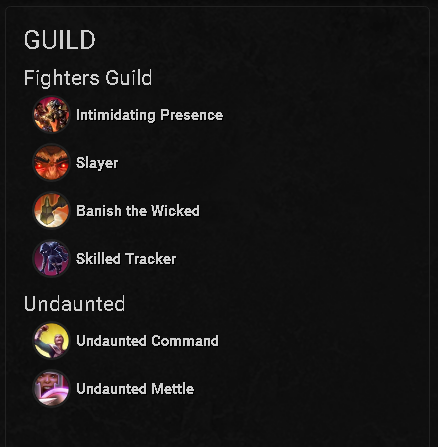 GUILD
Fighters Guild
Intimidating Presence
Slayer
Banish the Wicked
Skilled Tracker
Undaunted
Undaunted Command
Undaunted Mettle